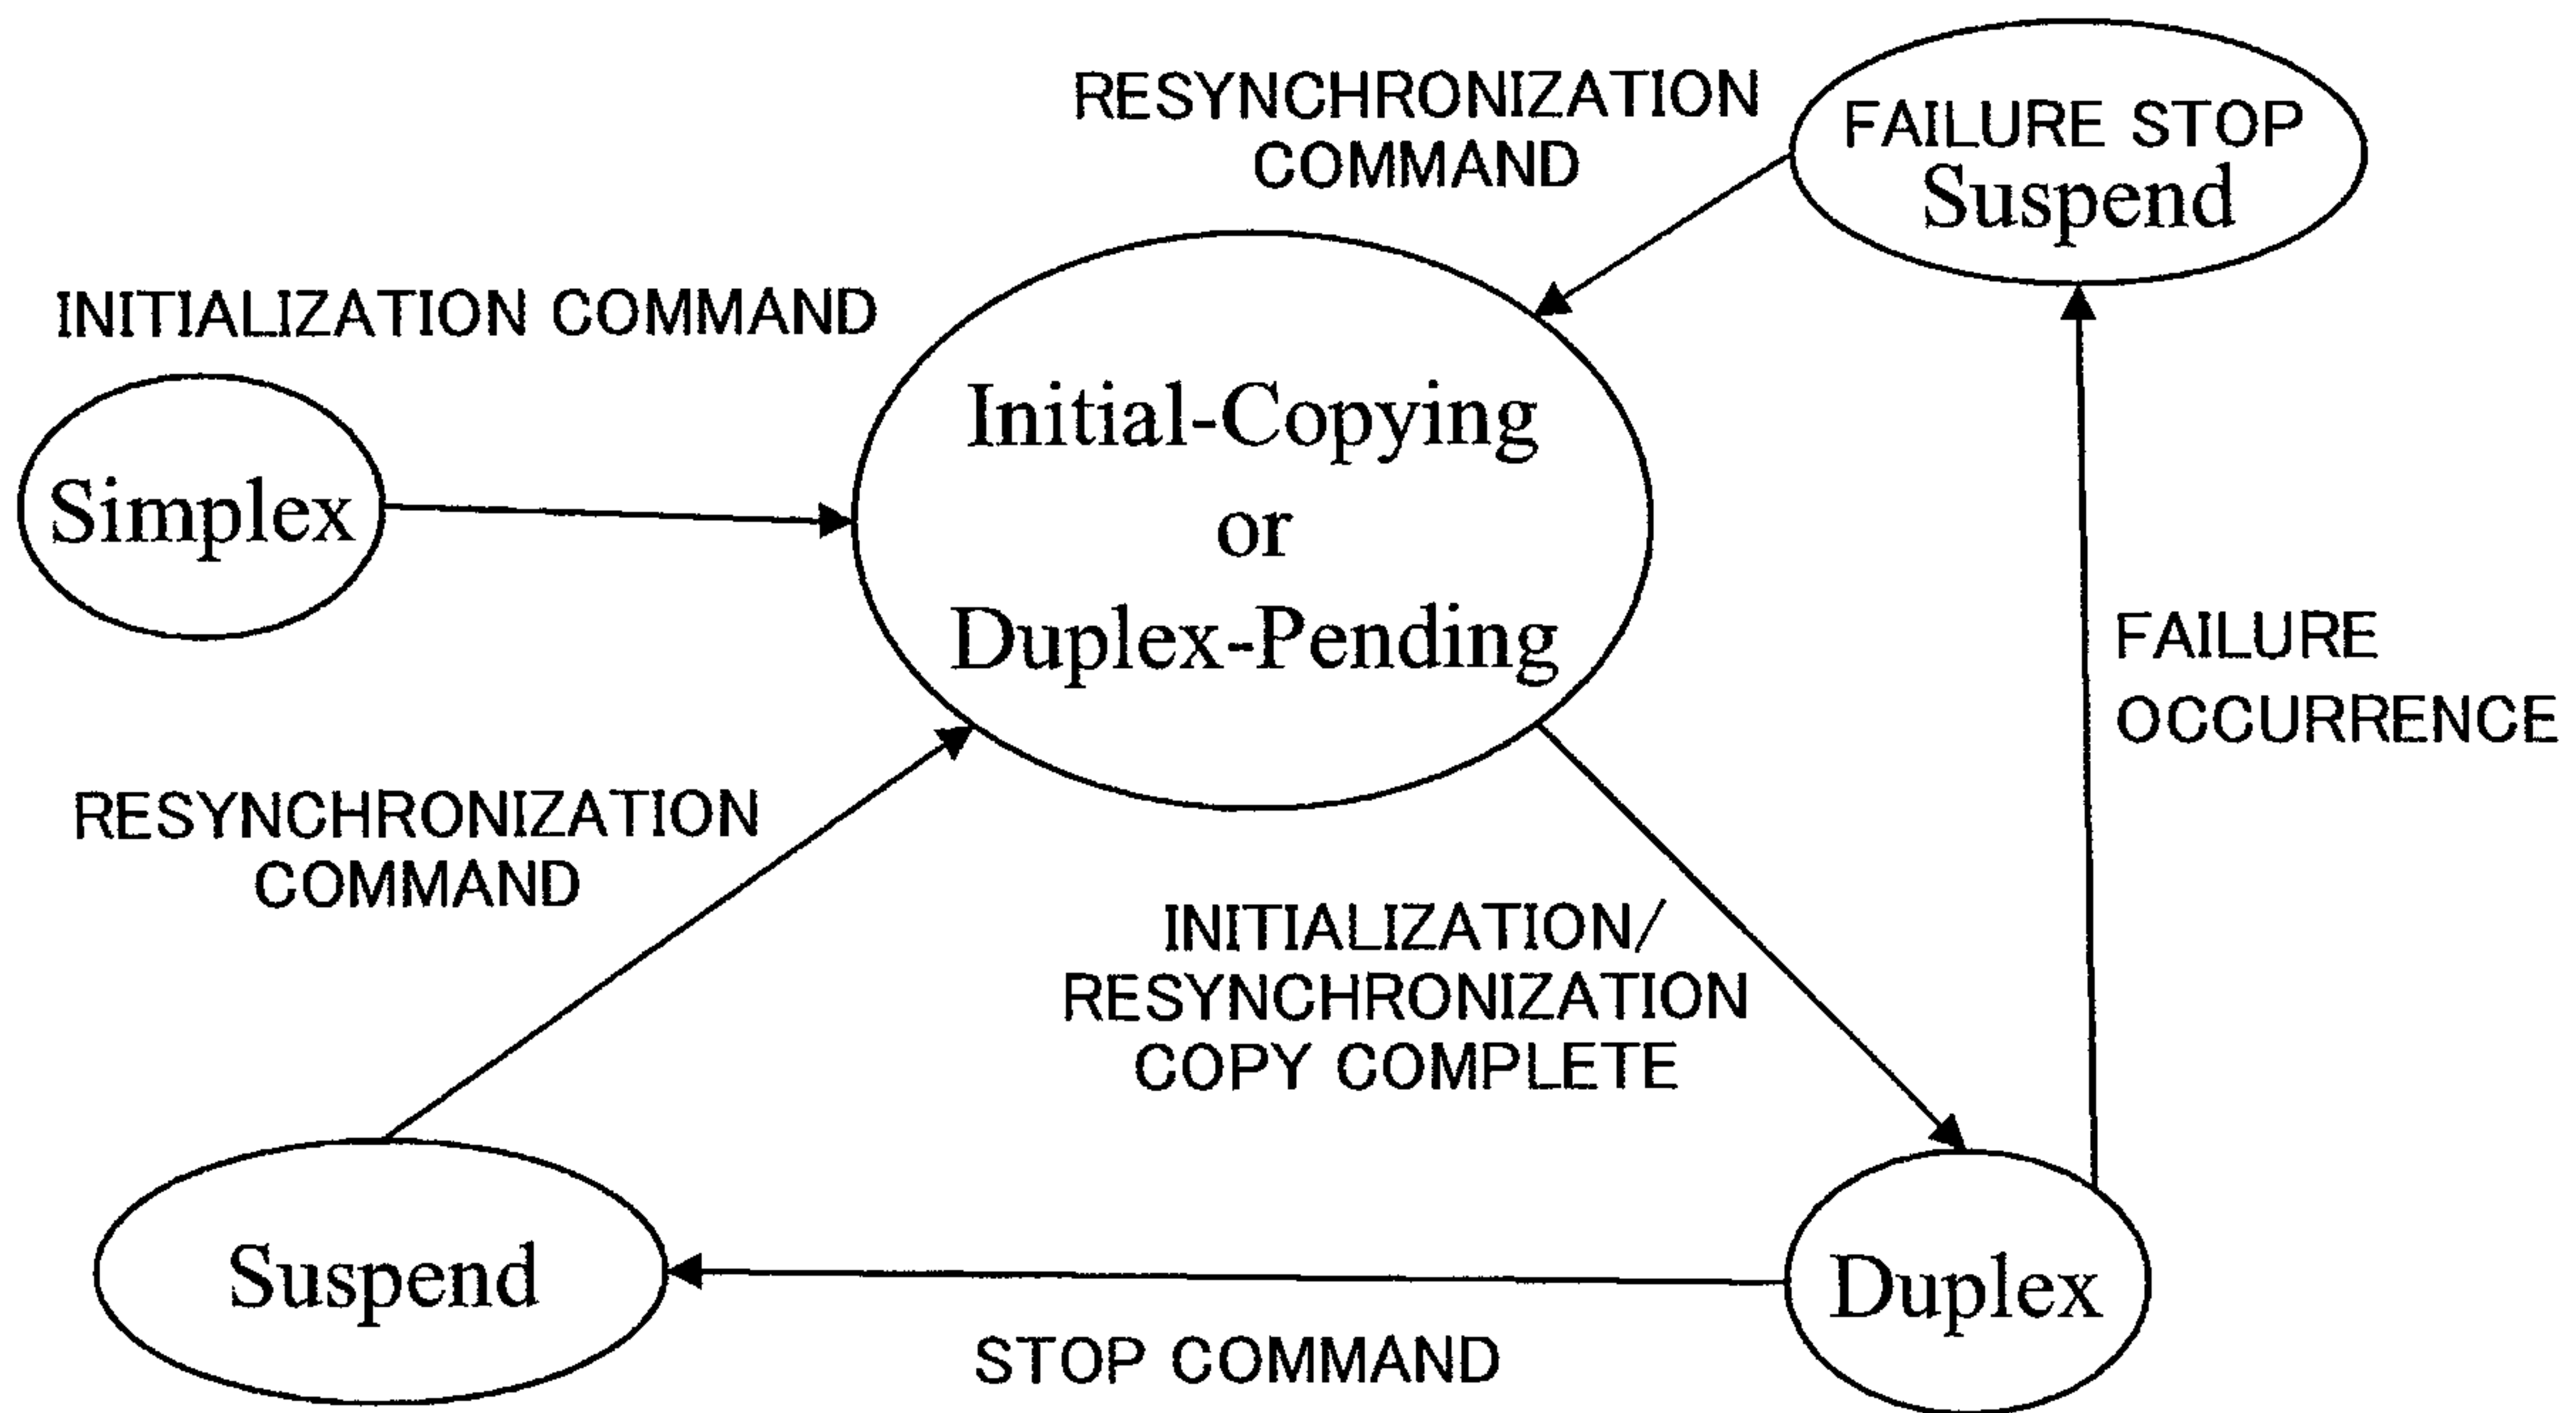 RESYNCHRONIZATION
COMMAND
FAILURE STOP
Suspend
INITIALIZATION COMMAND
Simplex
Initial-Copying
or
Duplex-Pending
FAILURE
OCCURRENCE
RESYNCHRONIZATION
COMMAND
INITIALIZATION/
RESYNCHRONIZATION
COPY COMPLETE
Suspend
STOP COMMAND
Duplex